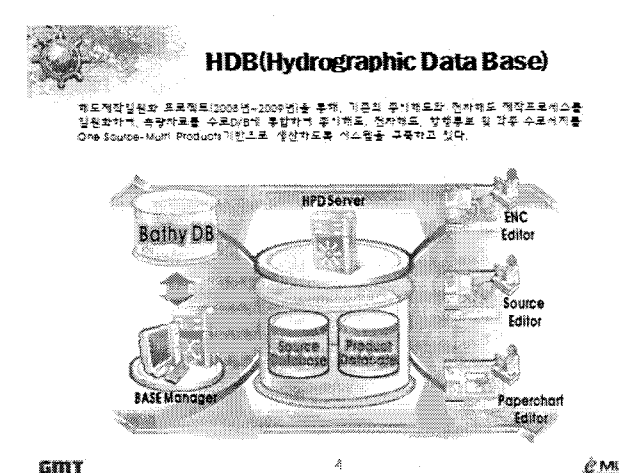 HDB(Hydrographic Data Base)
해도제작일원화 프로젝트(2008년~2009년)을 통해, 기존의 종이해도와 전자해도 제작프로세스를
일원화하여, 측량자료를 수로D/B에 통합하여 종이해도, 전자해도, 항행통보 및 각종 수로서지를
One Source-Multi Products기반으로 생산하도록 시스템을 구축하고 있다.
HPD Server
Bathy DB
ENC
Editor
Source
Editor
Source
Database
Product
Database
BASE Manager
Paperchart
Editor
GMT
4